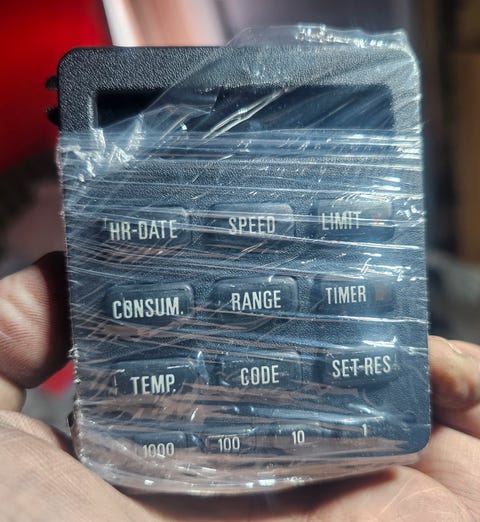 HR-DATE SPEED LIMIT
CONSUM. RANGE TIMER
TEMP. CODE SET-RES
1000 100 10 1